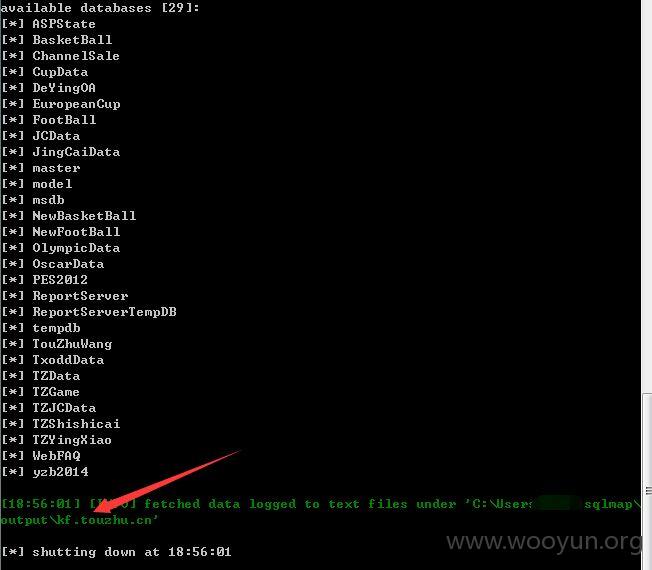 available databases [29]:
[*] ASPState
[*] BasketBall
[*] ChannelSale
[*] CupData
[*] DeYingOA
[*] EuropeanCup
[*] FootBall
[*] JCData
[*] JingCaiData
[*] master
[*] model
[*] msdb
[*] NewBasketBall
[*] NewFootBall
[*] OlympicData
[*] OscarData
[*] PES2012
[*] ReportServer
[*] ReportServerTempDB
[*] tempdb
[*] TouZhuWang
[*] TxoddData
[*] TZData
[*] TZGame
[*] TZJCData
[*] TZShishicai
[*] TZYingXiao
[*] WebFAQ
[*] yzb2014
[18:56:01] fetched data logged to text files under 'C:\Users sqlmap\
output\kf.touzhu.cn'
[*] shutting down at 18:56:01
www.wooyun.org